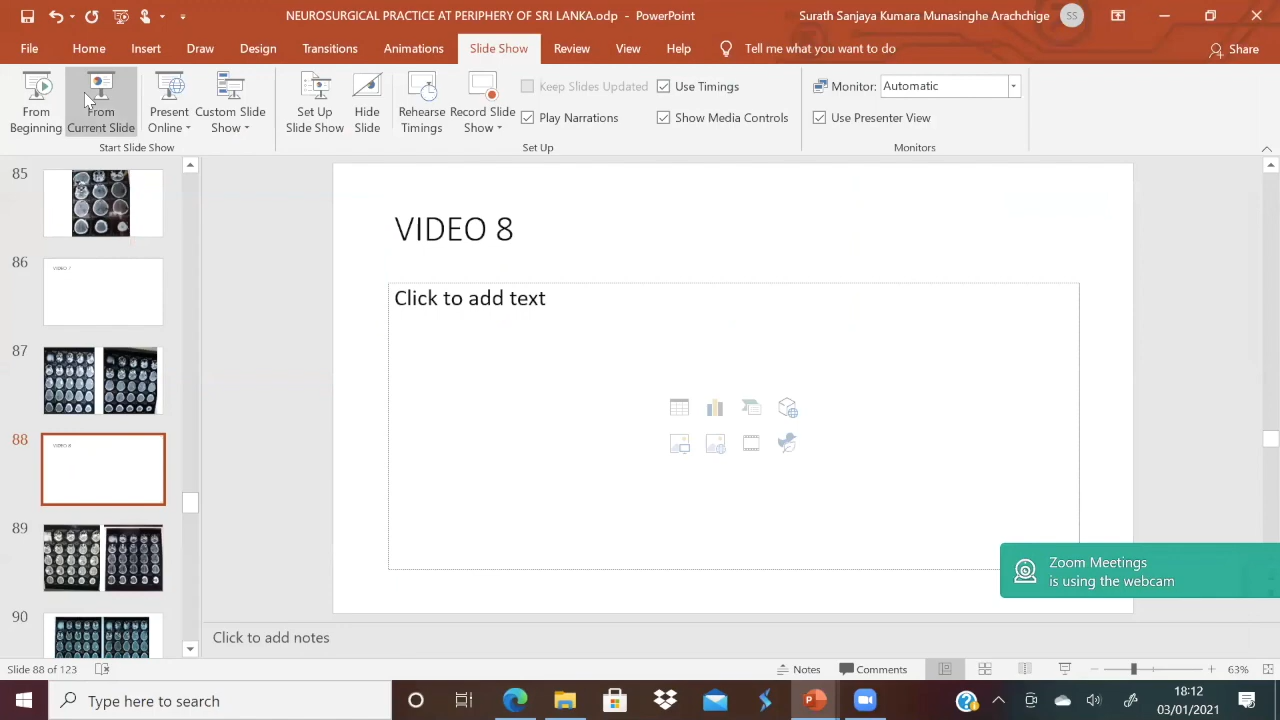 NEUROSURGICAL PRACTICE AT PERIPHERY OF SRI LANKA.odp - PowerPoint
Surath Sanjaya Kumara Munasinghe Arachchige
SS
File
Home
Insert
Draw
Design
Transitions
Animations
Slide Show
Review
View
Help
Tell me what you want to do
Share
From Beginning
From Current Slide
Present Online
Custom Slide Show
Set Up Slide Show
Hide Slide
Rehearse Timings
Record Slide Show
Keep Slides Updated
Play Narrations
Use Timings
Show Media Controls
Monitor:
Automatic
Use Presenter View
Start Slide Show
Set Up
Monitors
85
86
87
88
VIDEO 8
89
90
VIDEO 8
Click to add text
Zoom Meetings
is using the webcam
Click to add notes
Slide 88 of 123
Notes
Comments
63%
Type here to search
18:12
03/01/2021